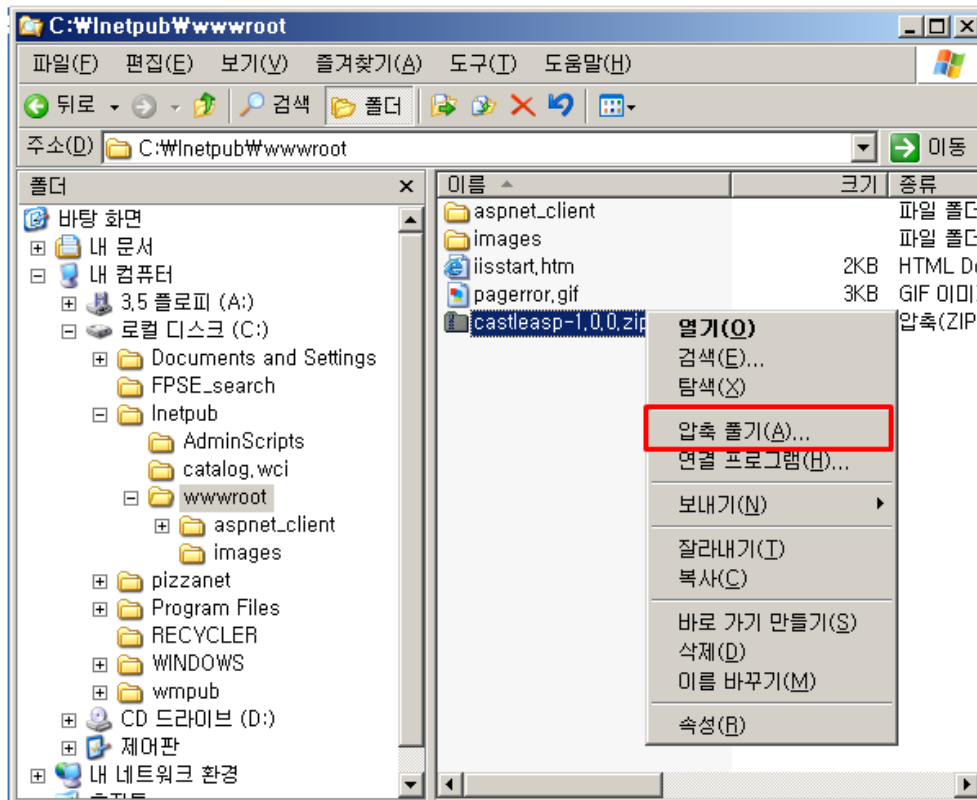 C:₩Inetpub₩wwwroot
파일(F) 편집(E) 보기(V) 즐겨찾기(A) 도구(T) 도움말(H)
뒤로 검색 폴더
주소(D) C:₩Inetpub₩wwwroot 이동
폴더
바탕 화면
내 문서
내 컴퓨터
3,5 플로피 (A:)
로컬 디스크 (C:)
Documents and Settings
FPSE_search
Inetpub
AdminScripts
catalog,wci
wwwroot
aspnet_client
images
pizzanet
Program Files
RECYCLER
WINDOWS
wmpub
CD 드라이브 (D:)
제어판
내 네트워크 환경
이름 크기 종류
aspnet_client 파일 폴더
images 파일 폴더
iisstart,htm 2KB HTML Do
pagerror,gif 3KB GIF 이미
castleasp-1,0,0,zip 압축(ZIP
열기(O)
검색(E)...
탐색(X)
압축 풀기(A)...
연결 프로그램(H)...
보내기(N)
잘라내기(T)
복사(C)
바로 가기 만들기(S)
삭제(D)
이름 바꾸기(M)
속성(R)